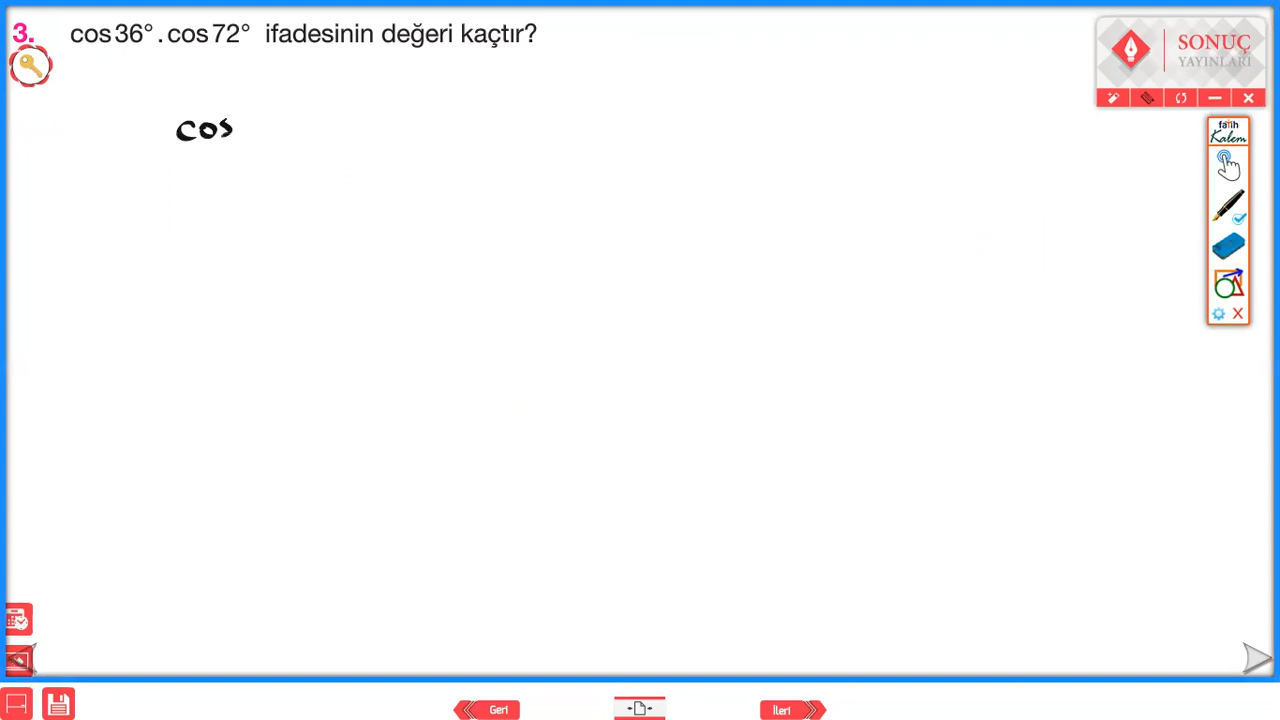 3. cos 36° . cos 72° ifadesinin değeri kaçtır?
cos
SONUÇ
YAYINLARI
fatih
Kalem
Geri
İleri